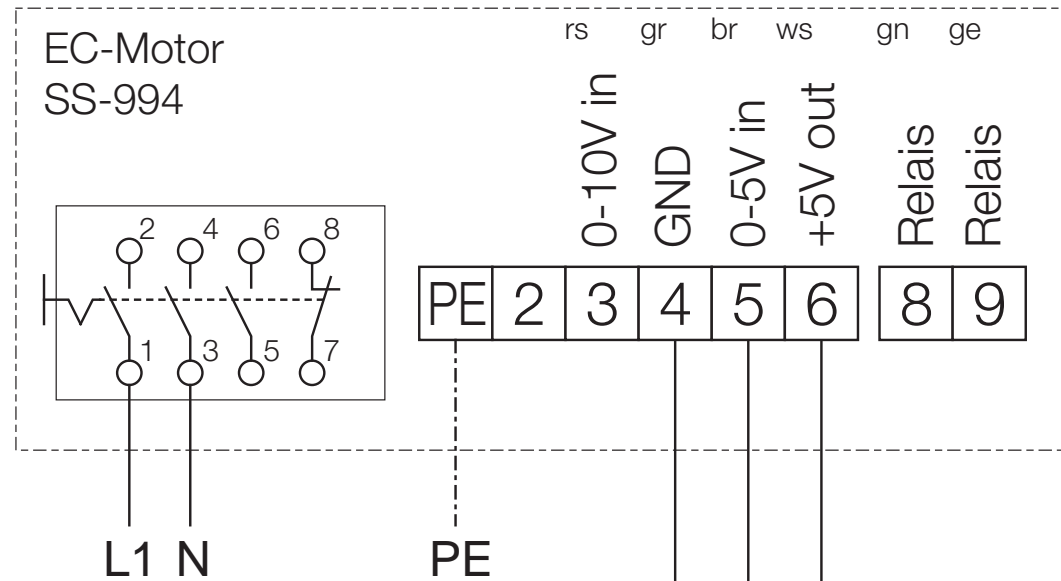 EC-Motor
SS-994
rs gr br ws gn ge
0-10V in
GND
0-5V in
+5V out
Relais
Relais
2 4 6 8
1 3 5 7
PE 2 3 4 5 6 8 9
L1 N PE